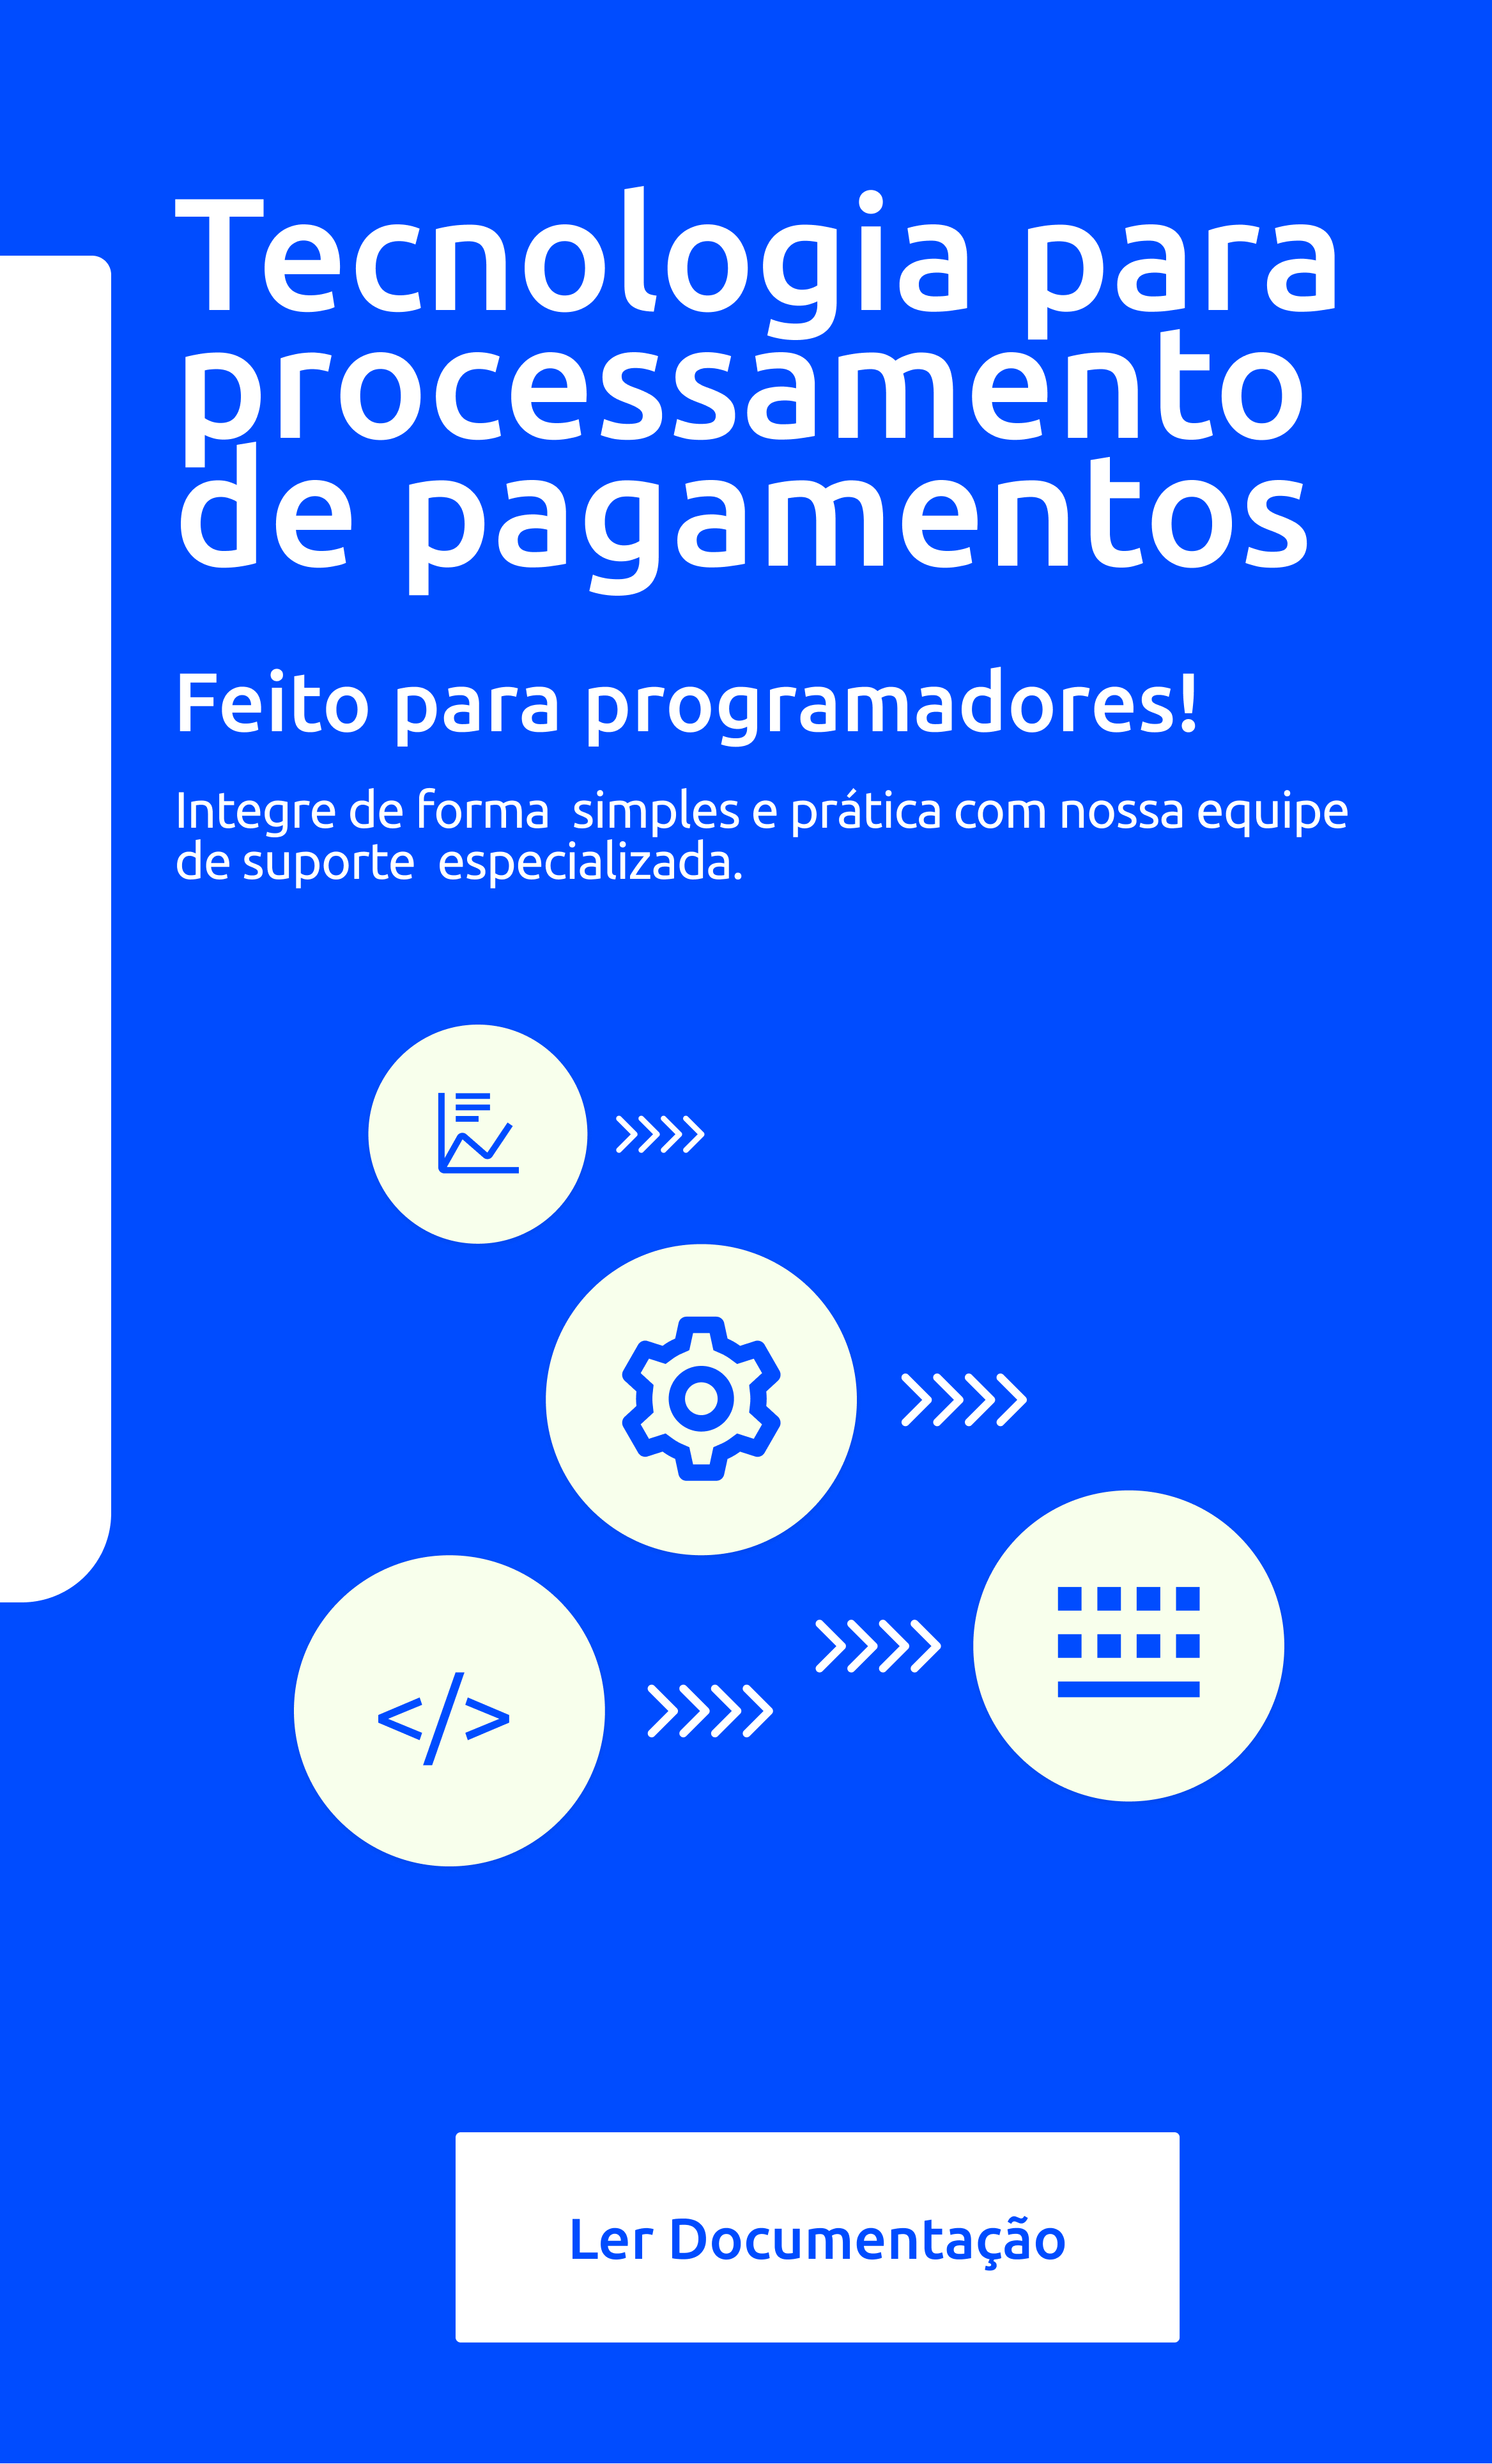 Tecnologia para
processamento
de pagamentos
Feito para programadores!
Integre de forma  simples e prática com nossa equipe
de suporte  especializada.
</>
Ler Documentação